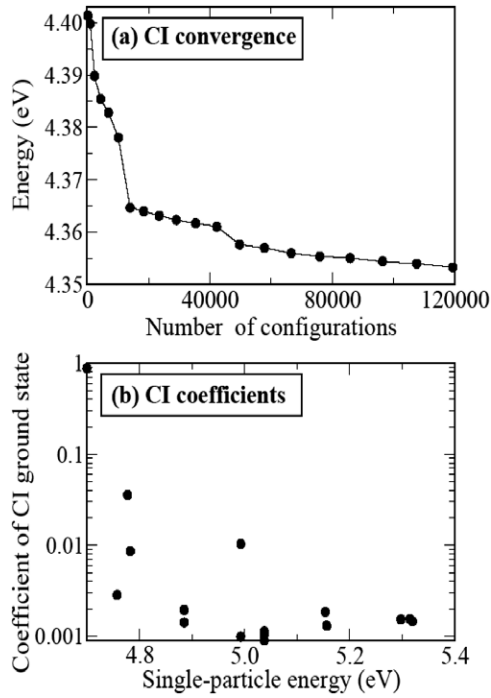 4.40
(a) CI convergence
4.39
4.38
4.37
4.36
4.35
Energy (eV)
0 40000 80000 120000
Number of configurations
1
(b) CI coefficients
0.1
0.01
0.001
Coefficient of CI ground state
4.8 5.0 5.2 5.4
Single-particle energy (eV)